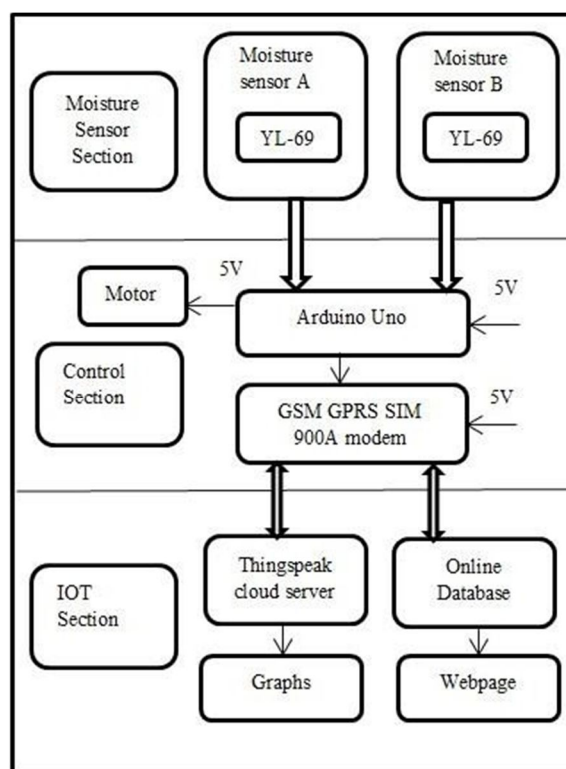 Moisture
Sensor
Section
Moisture
sensor A
YL-69
Moisture
sensor B
YL-69
5V
Motor
Arduino Uno
5V
Control
Section
GSM GPRS SIM
900A modem
5V
IOT
Section
Thingspeak
cloud server
Online
Database
Graphs
Webpage